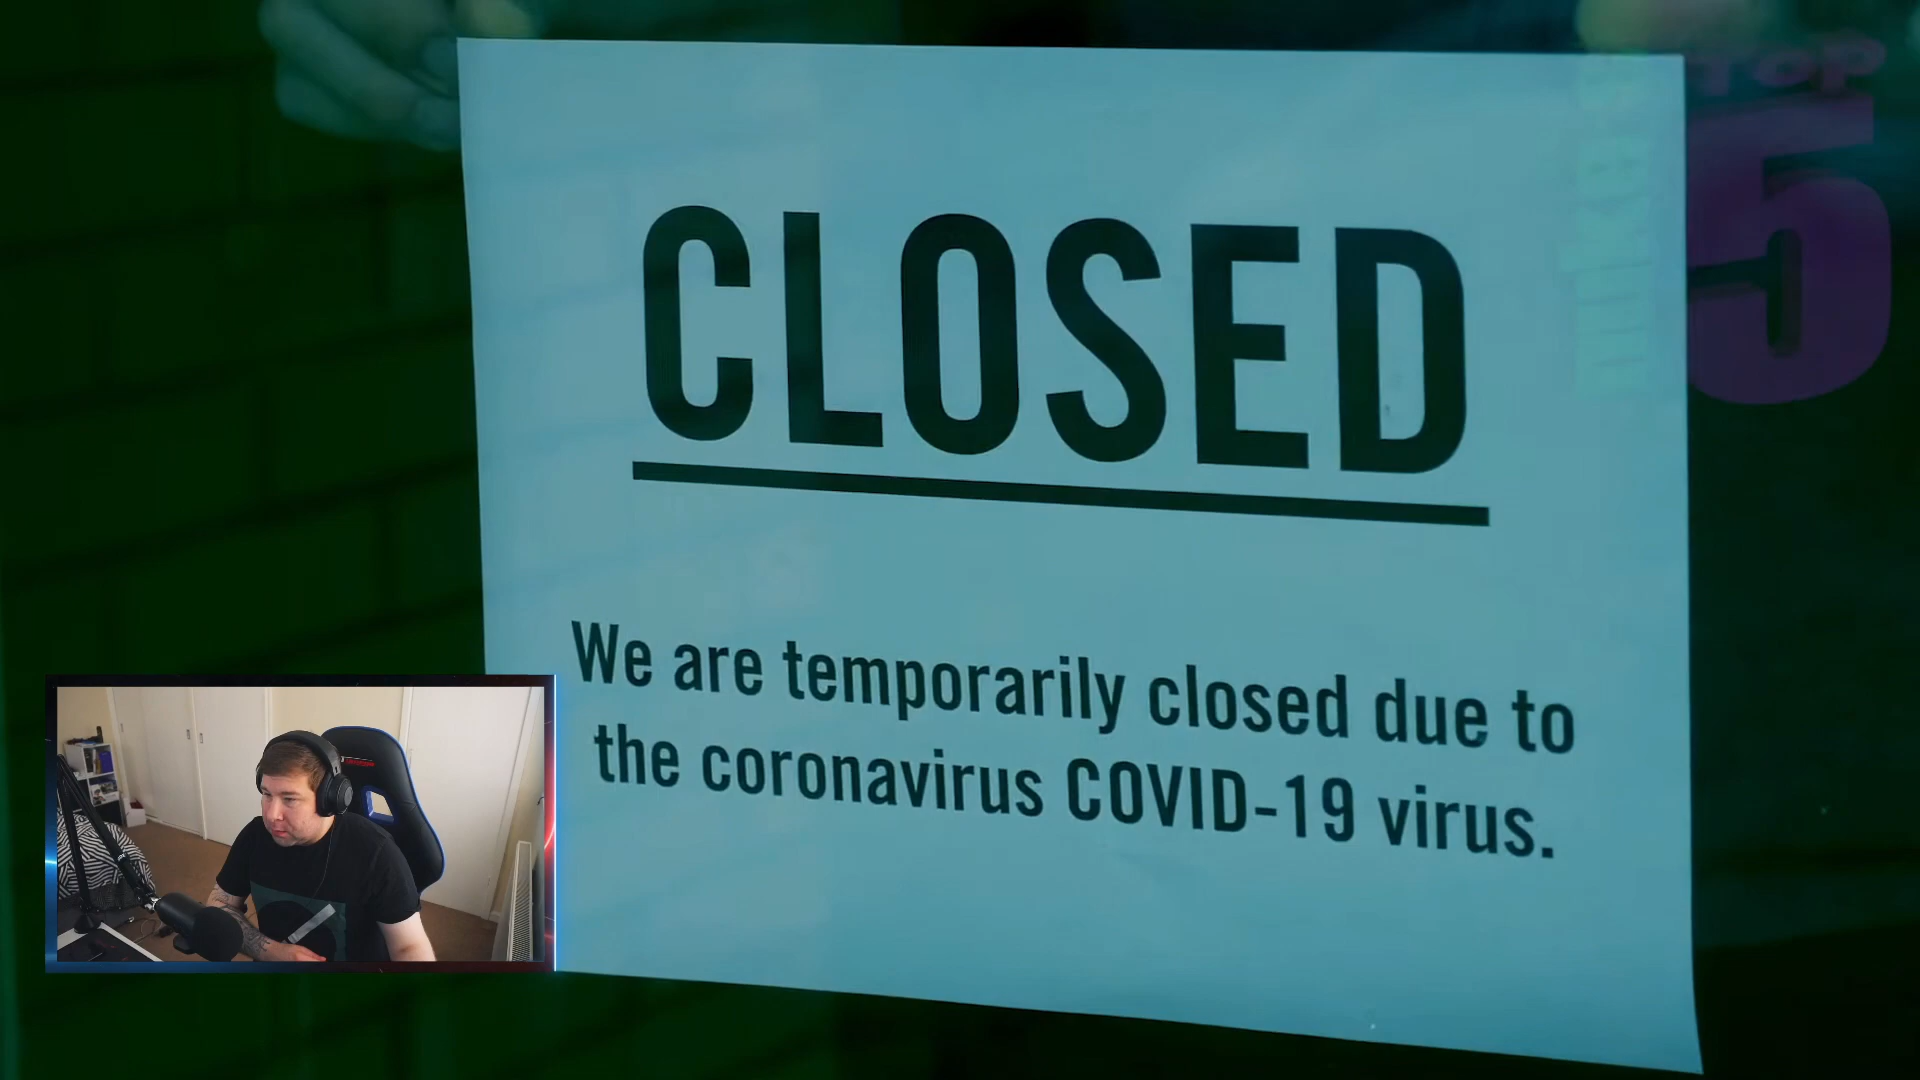 TOP
5
CLOSED
We are temporarily closed due to
the coronavirus COVID-19 virus.